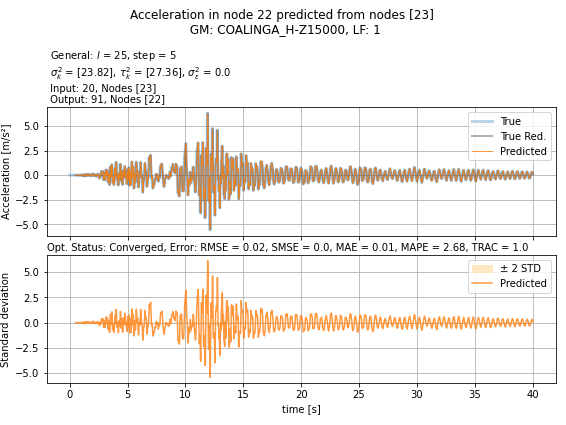 Acceleration in node 22 predicted from nodes [23]
GM: COALINGA_H-Z15000, LF: 1
General: l = 25, step = 5
σ²ₖ = [23.82], τ²ₖ = [27.36], σ²_ε = 0.0
Input: 20, Nodes [23]
Output: 91, Nodes [22]
Acceleration [m/s²]
5.0
2.5
0.0
−2.5
−5.0
True
True Red.
Predicted
Opt. Status: Converged, Error: RMSE = 0.02, SMSE = 0.0, MAE = 0.01, MAPE = 2.68, TRAC = 1.0
Standard deviation
5.0
2.5
0.0
−2.5
−5.0
± 2 STD
Predicted
0 5 10 15 20 25 30 35 40
time [s]